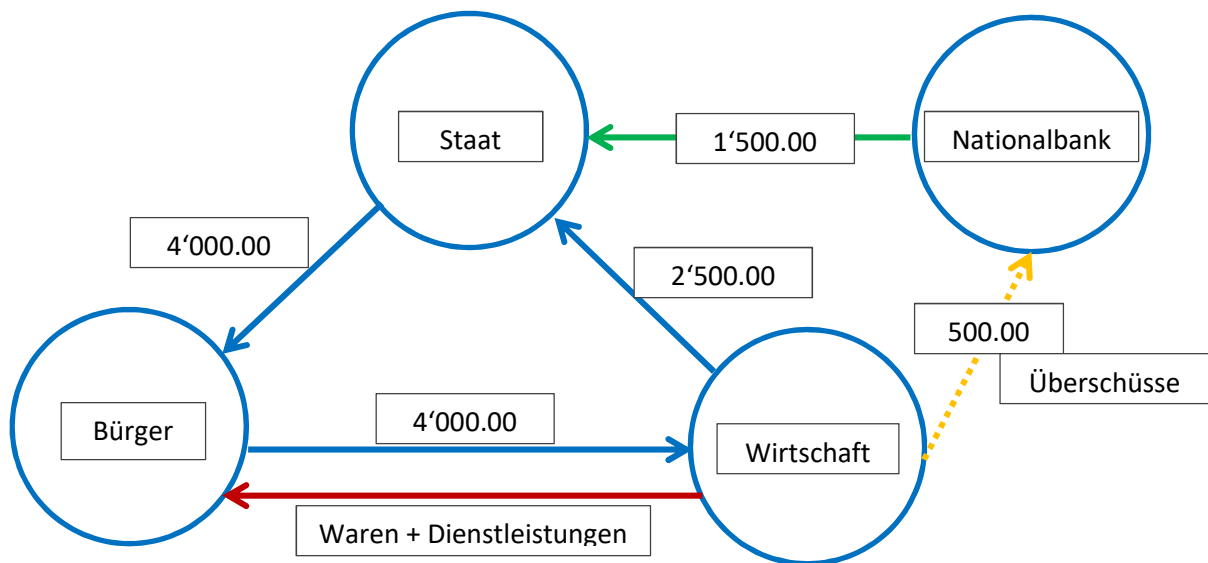 Staat
1‘500.00
Nationalbank
4‘000.00
2‘500.00
500.00
Überschüsse
Bürger
4‘000.00
Wirtschaft
Waren + Dienstleistungen